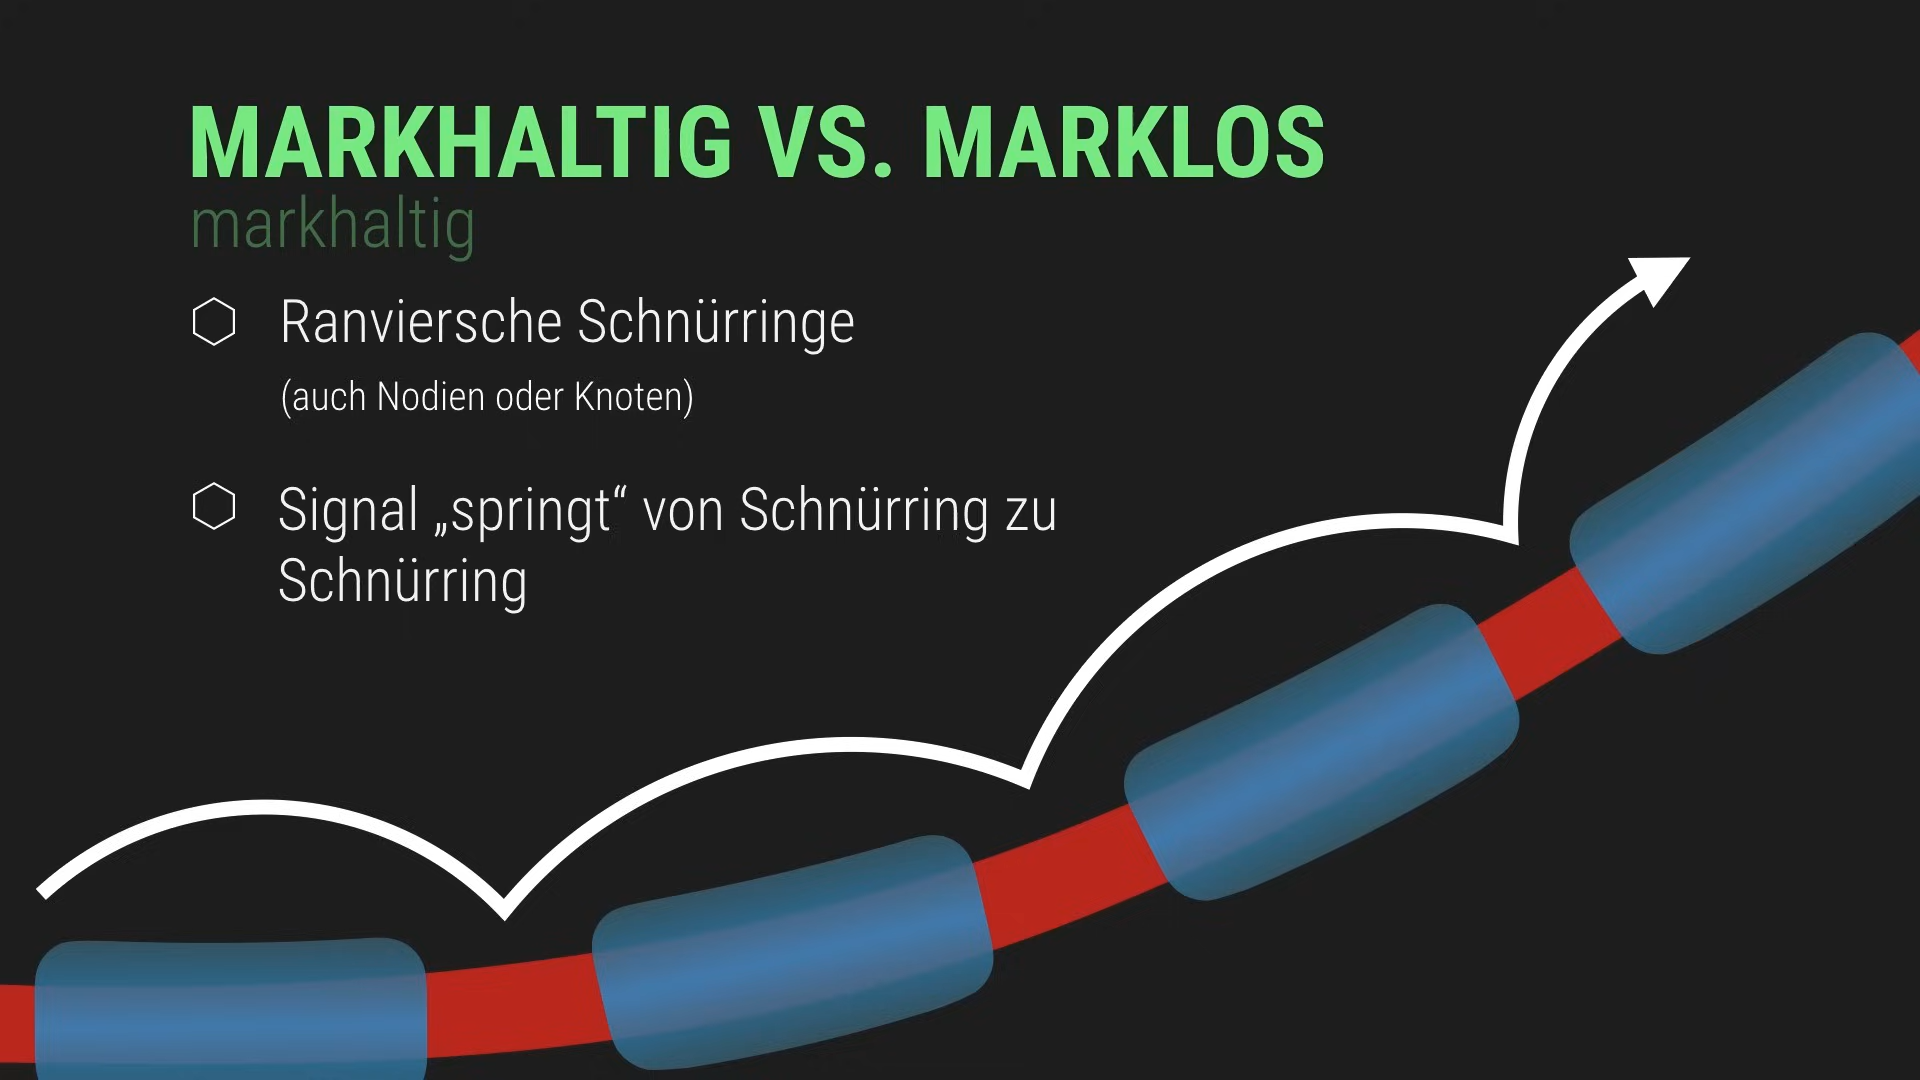 MARKHALTIG VS. MARKLOS
markhaltig
Ranviersche Schnürringe
(auch Nodien oder Knoten)
Signal „springt“ von Schnürring zu
Schnürring